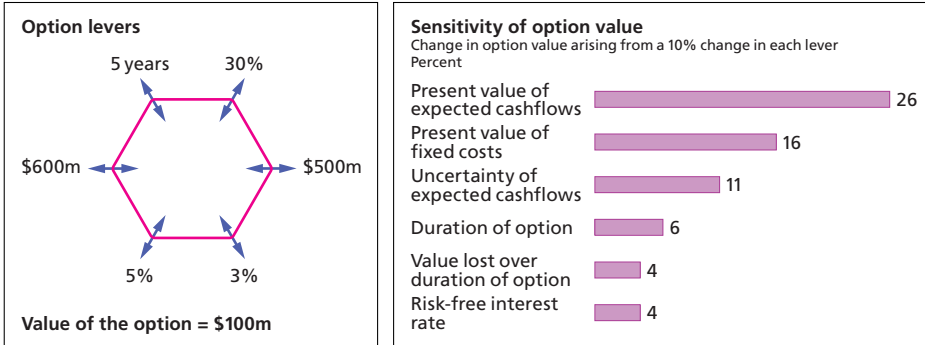 Option levers
5 years
30%
$600m
$500m
5%
3%
Value of the option = $100m
Sensitivity of option value
Change in option value arising from a 10% change in each lever
Percent
Present value of
expected cashflows
26
Present value of
fixed costs
16
Uncertainty of
expected cashflows
11
Duration of option
6
Value lost over
duration of option
4
Risk-free interest
rate
4